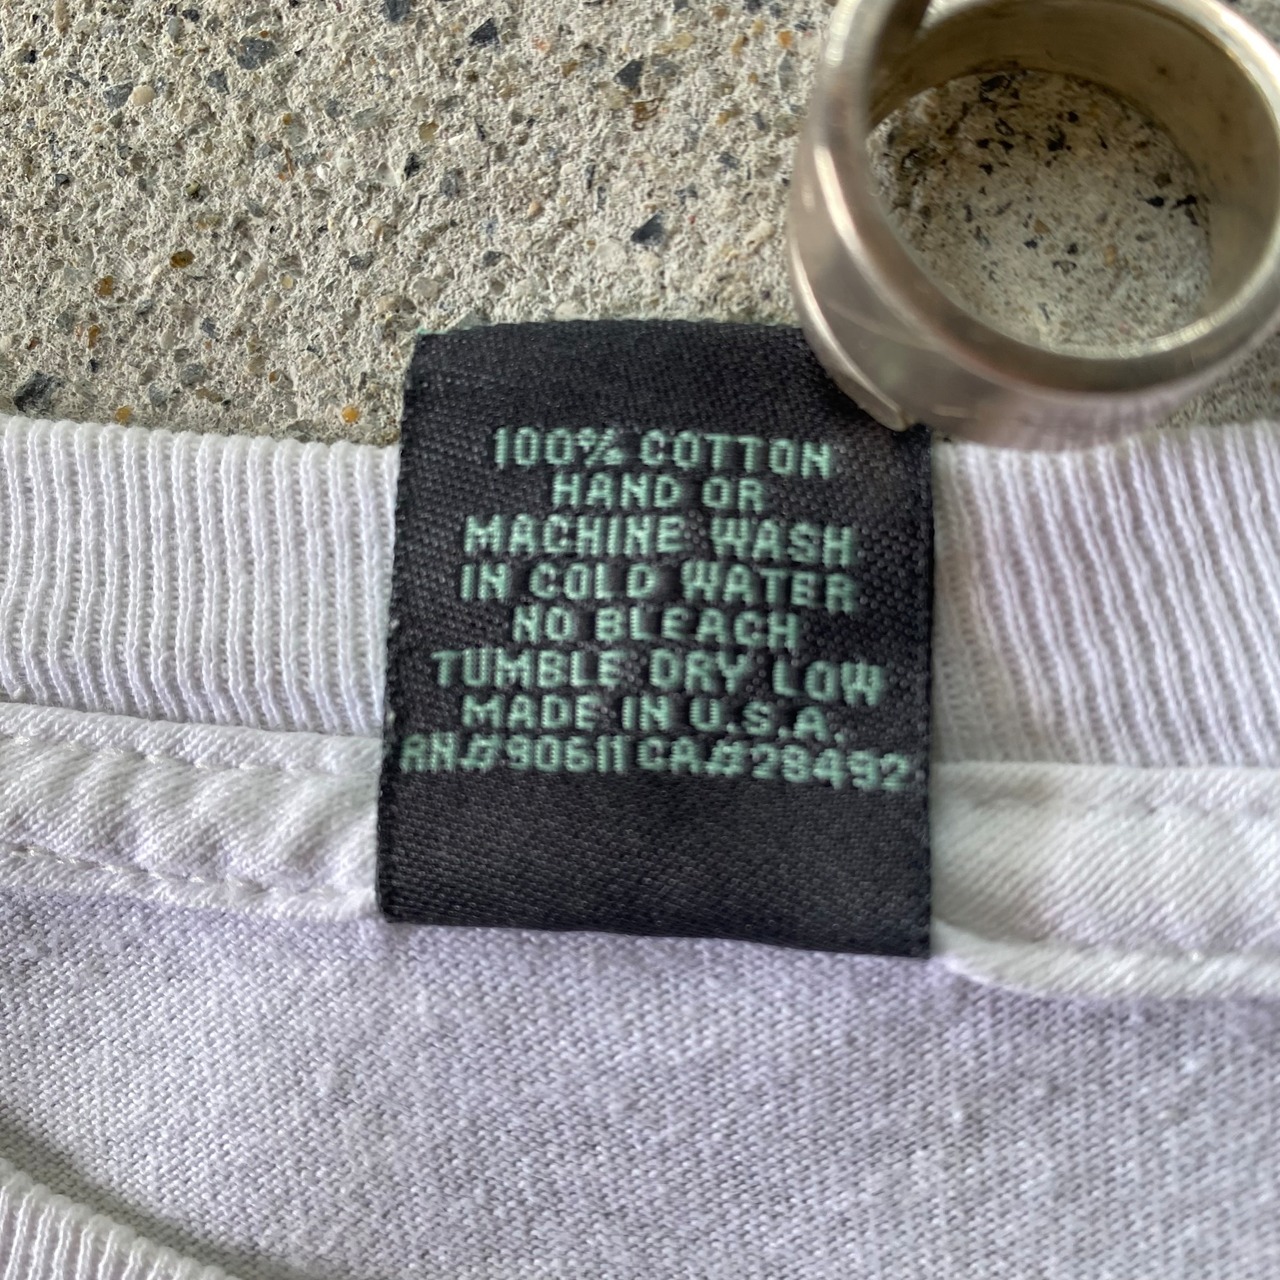 100% COTTON
HAND OR
MACHINE WASH
IN COLD WATER
NO BLEACH
TUMBLE DRY LOW
MADE IN U.S.A.
RN#90611 CA#28492